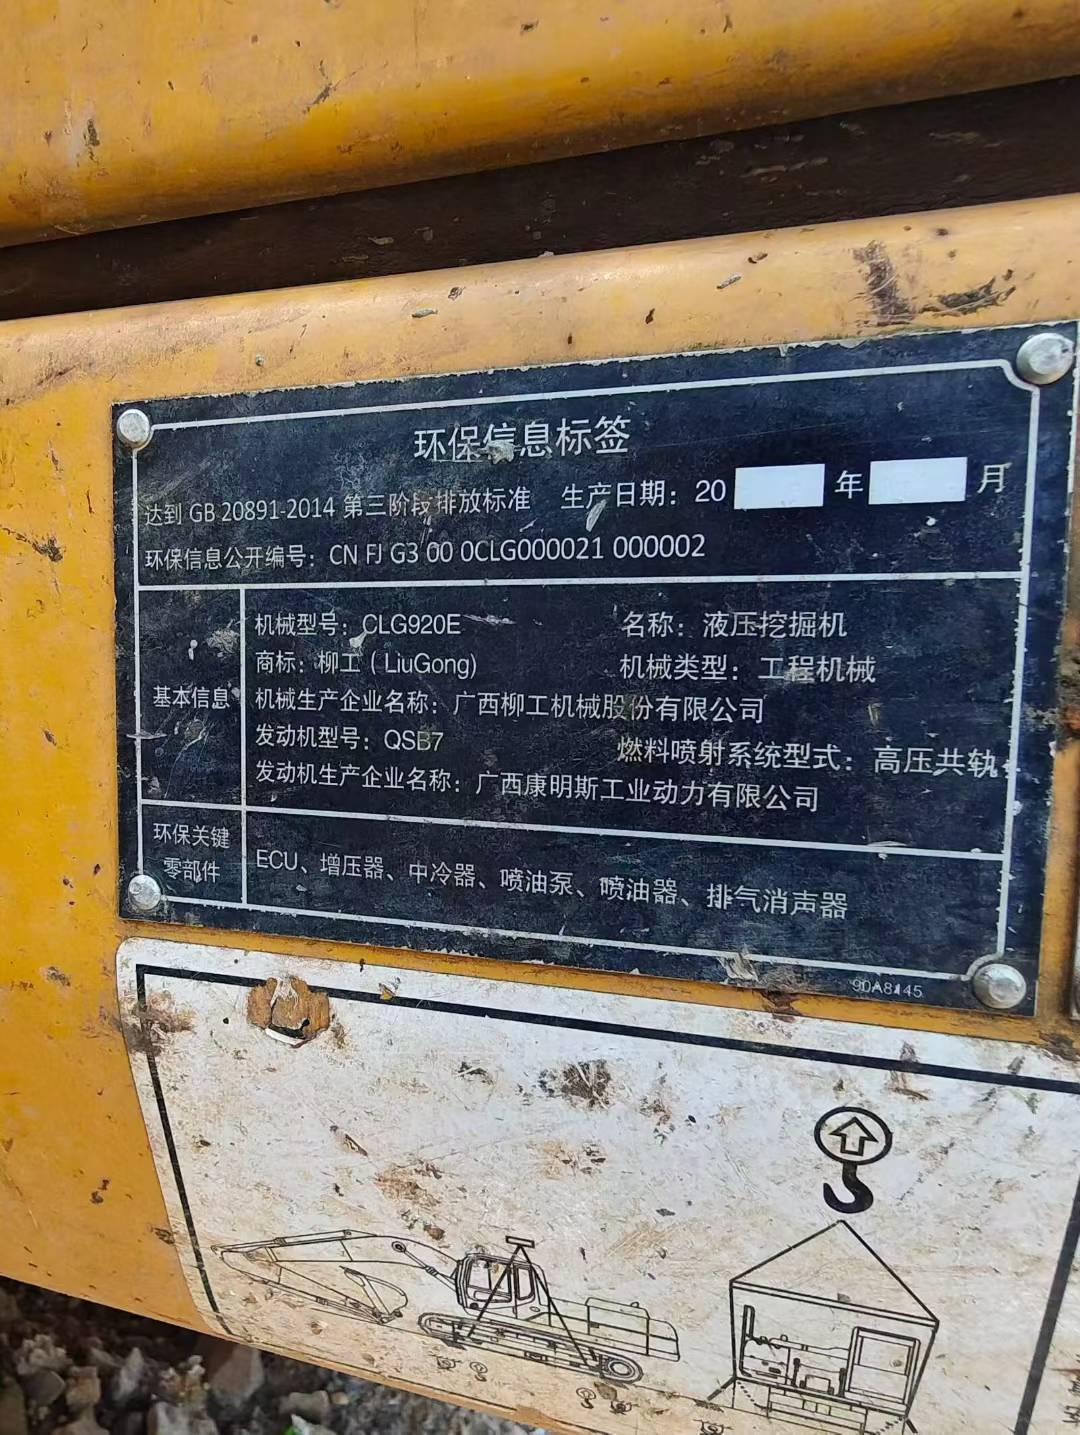 环保信息标签
达到 GB 20891-2014 第三阶段排放标准 生产日期：20 年 月
环保信息公开编号：CN FJ G3 00 0CLG000021 000002
基本信息
机械型号：CLG920E 名称：液压挖掘机
商标：柳工（LiuGong） 机械类型：工程机械
机械生产企业名称：广西柳工机械股份有限公司
发动机型号：QSB7 燃料喷射系统型式：高压共轨
发动机生产企业名称：广西康明斯工业动力有限公司
环保关键
零部件
ECU、增压器、中冷器、喷油泵、喷油器、排气消声器
90A8145